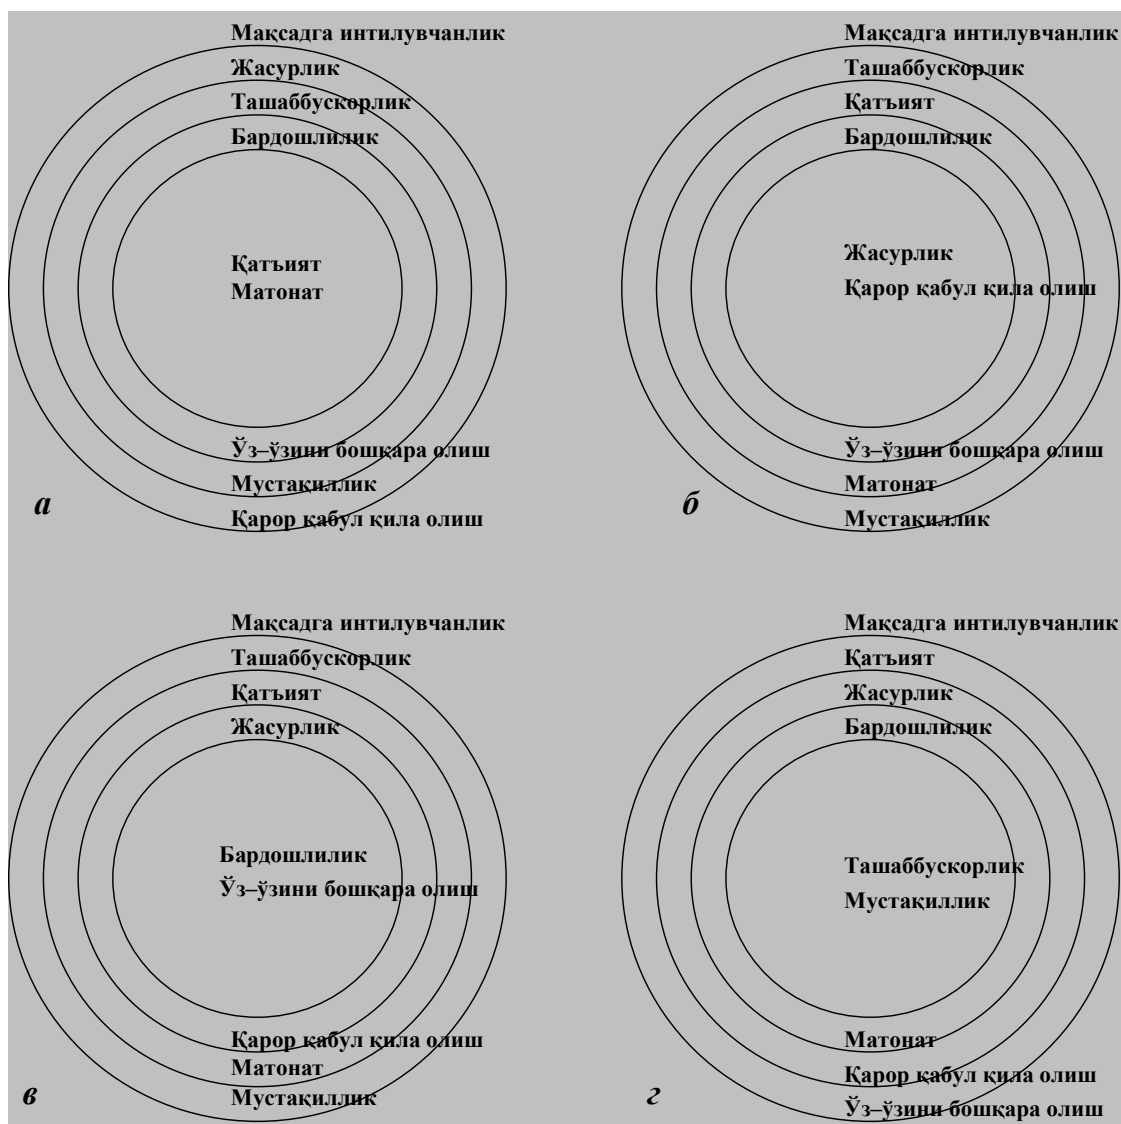 Мақсадга интилувчанлик
Жасурлик
Ташаббускорлик
Бардошлилик
Қатъият
Матонат
Ўз–ўзини бошқара олиш
Мустақиллик
Қарор қабул қила олиш
а
Мақсадга интилувчанлик
Ташаббускорлик
Қатъият
Бардошлилик
Жасурлик
Қарор қабул қила олиш
Ўз–ўзини бошқара олиш
Матонат
Мустақиллик
б
Мақсадга интилувчанлик
Ташаббускорлик
Қатъият
Жасурлик
Бардошлилик
Ўз–ўзини бошқара олиш
Қарор қабул қила олиш
Матонат
Мустақиллик
в
Мақсадга интилувчанлик
Қатъият
Жасурлик
Бардошлилик
Ташаббускорлик
Мустақиллик
Матонат
Қарор қабул қила олиш
Ўз–ўзини бошқара олиш
г